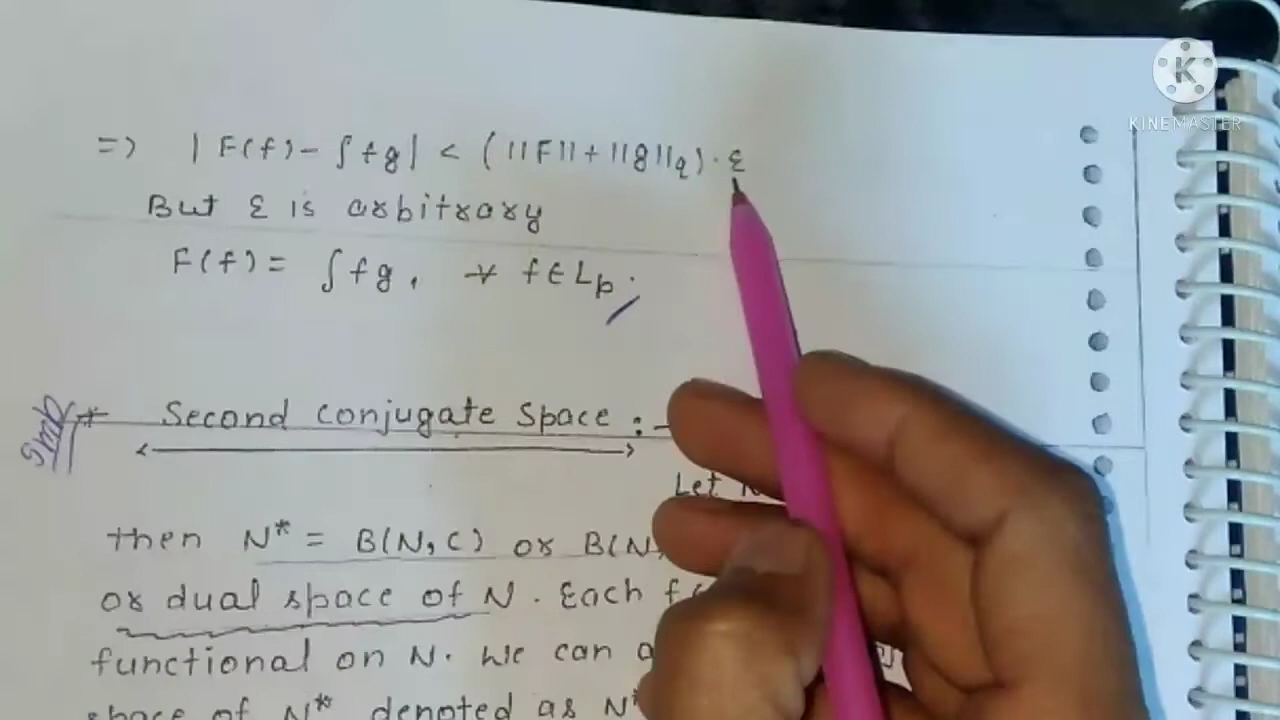 K
KINEMASTER
=> | F(f) - ∫fg | < (||F|| + ||g||q) · ε
But ε is arbitrary
F(f) = ∫fg, ∀ f ∈ Lp.
* Second conjugate space :-
Let
then N* = B(N, C) or B(N,
or dual space of N. Each
functional on N. We can
space of N* denoted as N*